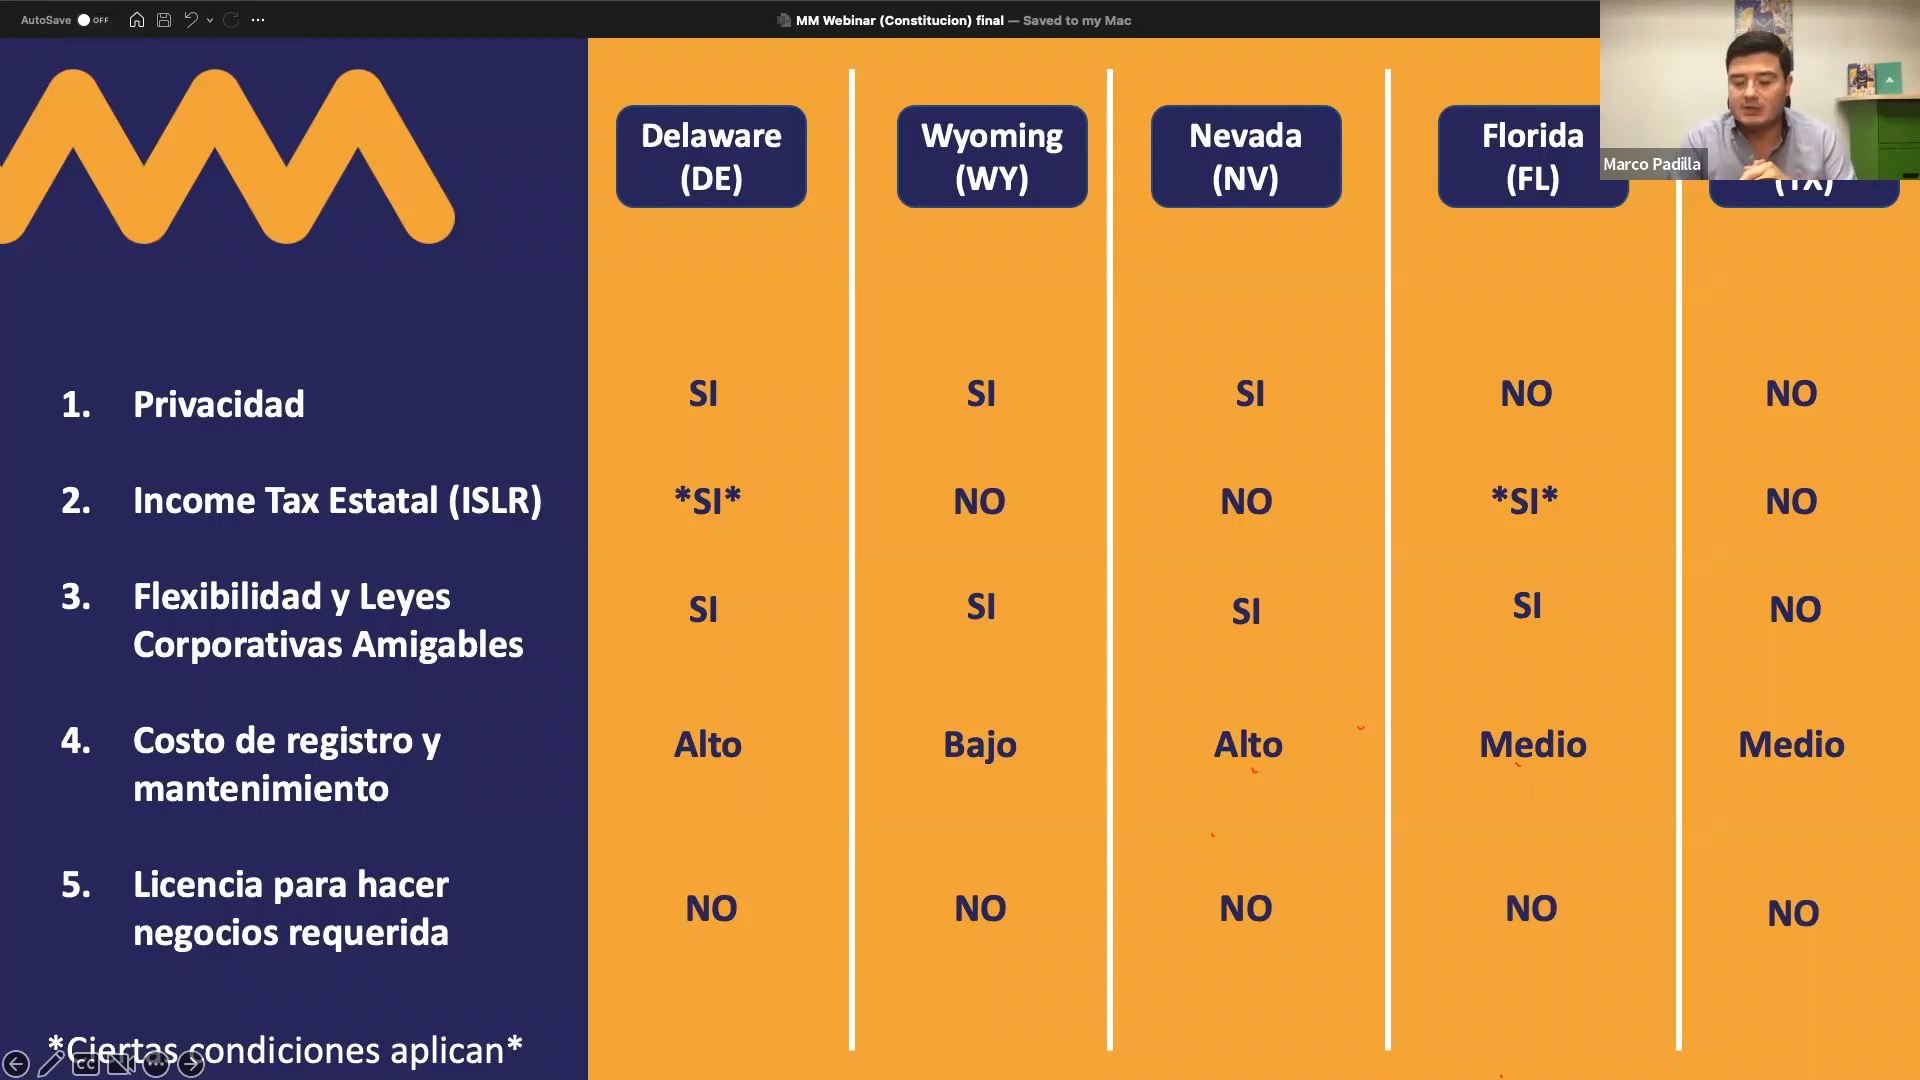 AutoSave OFF
MM Webinar (Constitucion) final — Saved to my Mac
Marco Padilla
Delaware
(DE)
Wyoming
(WY)
Nevada
(NV)
Florida
(FL)
(TX)
1. Privacidad SI SI SI NO NO
2. Income Tax Estatal (ISLR) *SI* NO NO *SI* NO
3. Flexibilidad y Leyes
Corporativas Amigables SI SI SI SI NO
4. Costo de registro y
mantenimiento Alto Bajo Alto Medio Medio
5. Licencia para hacer
negocios requerida NO NO NO NO NO
*Ciertas condiciones aplican*
CC